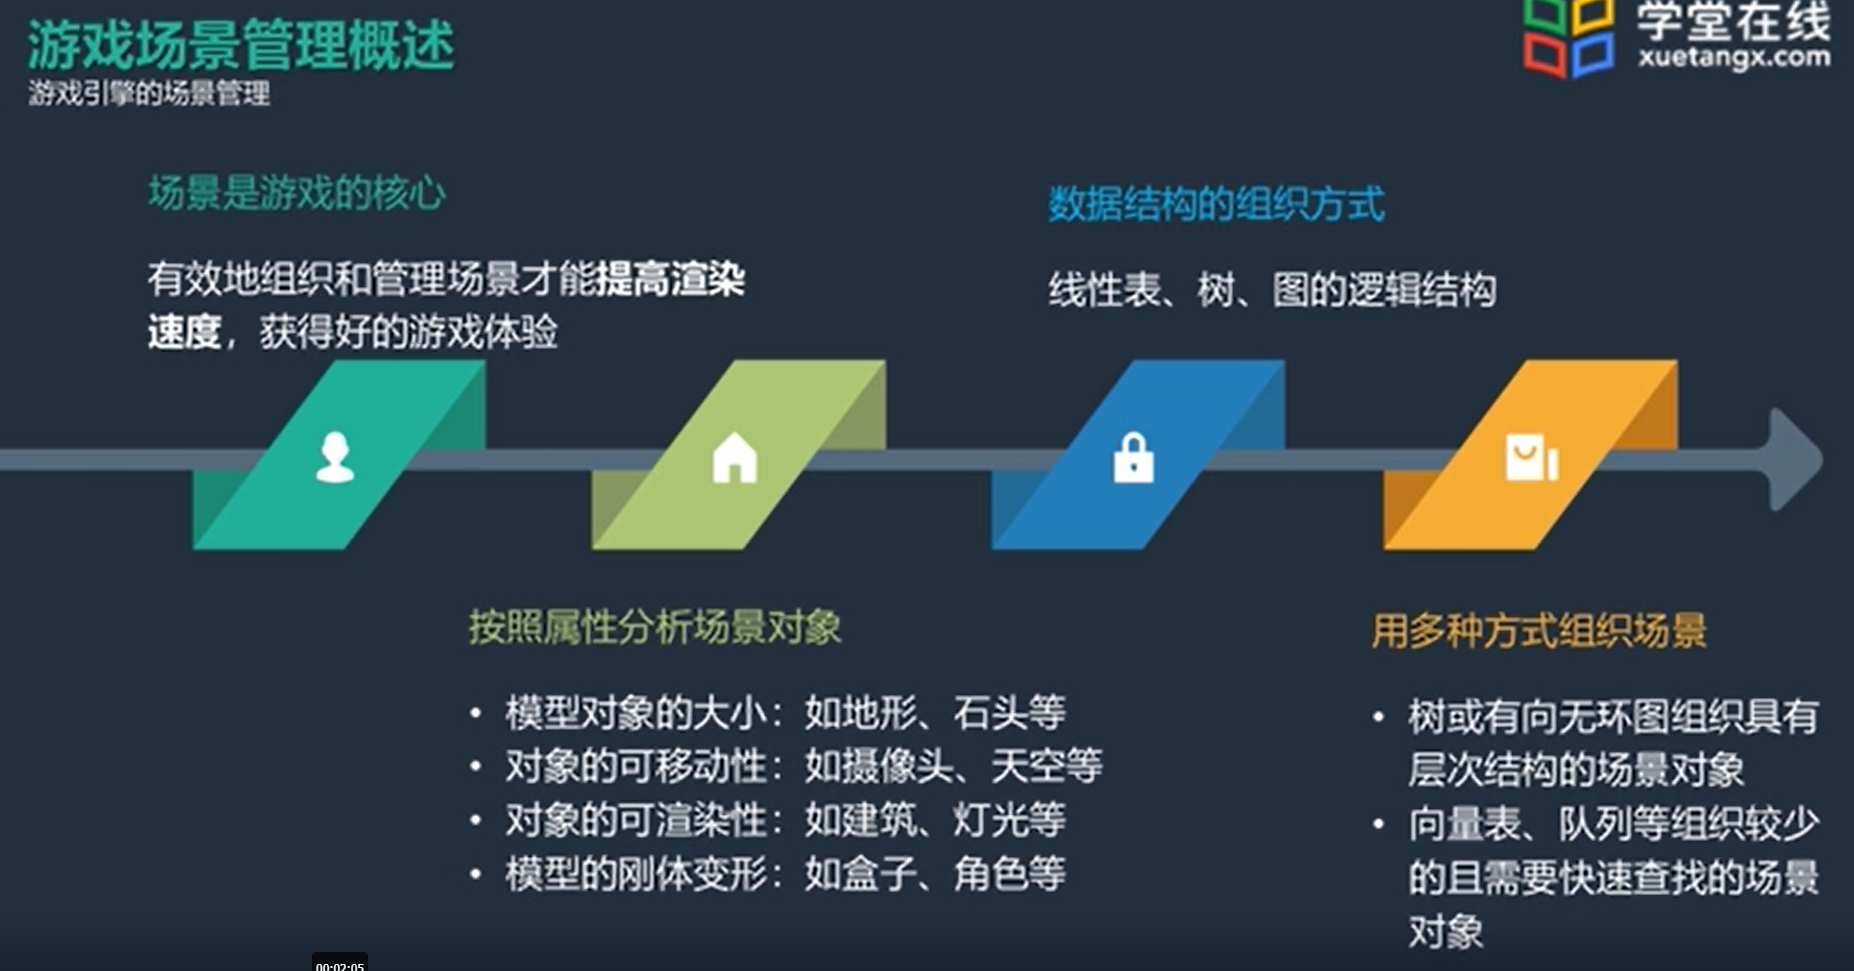 游戏场景管理概述
游戏引擎的场景管理
学堂在线
xuetangx.com
场景是游戏的核心
有效地组织和管理场景才能提高渲染
速度，获得好的游戏体验
数据结构的组织方式
线性表、树、图的逻辑结构
按照属性分析场景对象
• 模型对象的大小：如地形、石头等
• 对象的可移动性：如摄像头、天空等
• 对象的可渲染性：如建筑、灯光等
• 模型的刚体变形：如盒子、角色等
用多种方式组织场景
• 树或有向无环图组织具有
层次结构的场景对象
• 向量表、队列等组织较少
的且需要快速查找的场景
对象
00:02:05